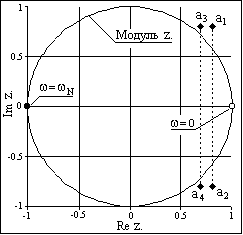 1
a₃
a₁
Модуль z.
0.5
Im z.
ω=ω_N
0
ω=0
-0.5
-1
a₄
a₂
-1
-0.5
0
0.5
1
Re z.